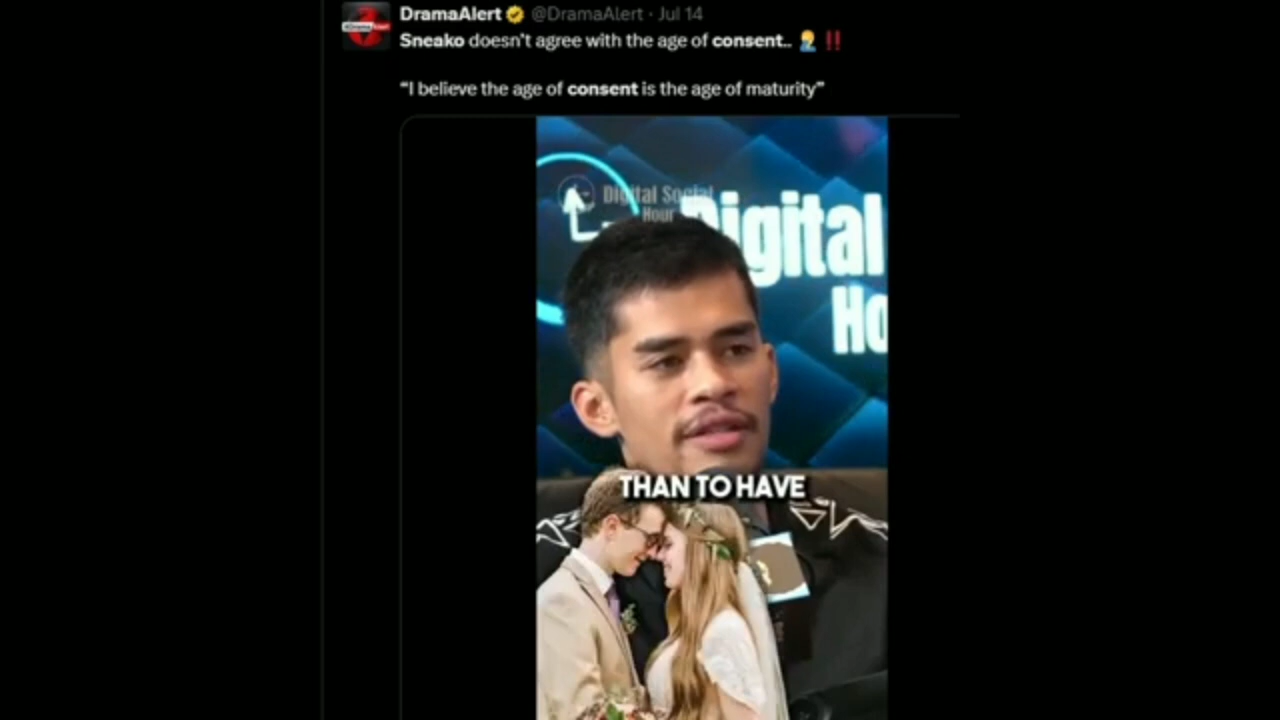 DramaAlert @DramaAlert · Jul 14
Sneako doesn't agree with the age of consent.. 🤦‍♂️ ‼️
"I believe the age of consent is the age of maturity"
Digital Social
Hour
Digital
Ho
THAN TO HAVE